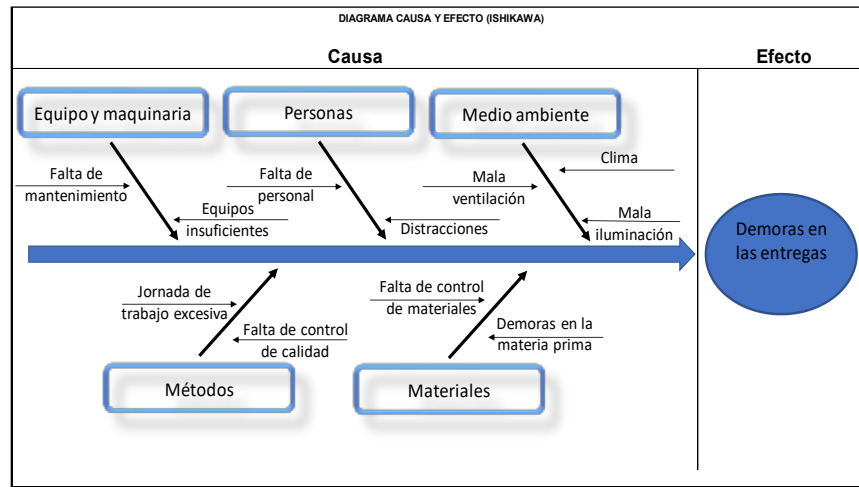 DIAGRAMA CAUSA Y EFECTO (ISHIKAWA)
Causa
Efecto
Equipo y maquinaria
Personas
Medio ambiente
Falta de
mantenimiento
Equipos
insuficientes
Falta de
personal
Distracciones
Mala
ventilación
Clima
Mala
iluminación
Demoras en
las entregas
Jornada de
trabajo excesiva
Falta de control
de calidad
Falta de control
de materiales
Demoras en la
materia prima
Métodos
Materiales